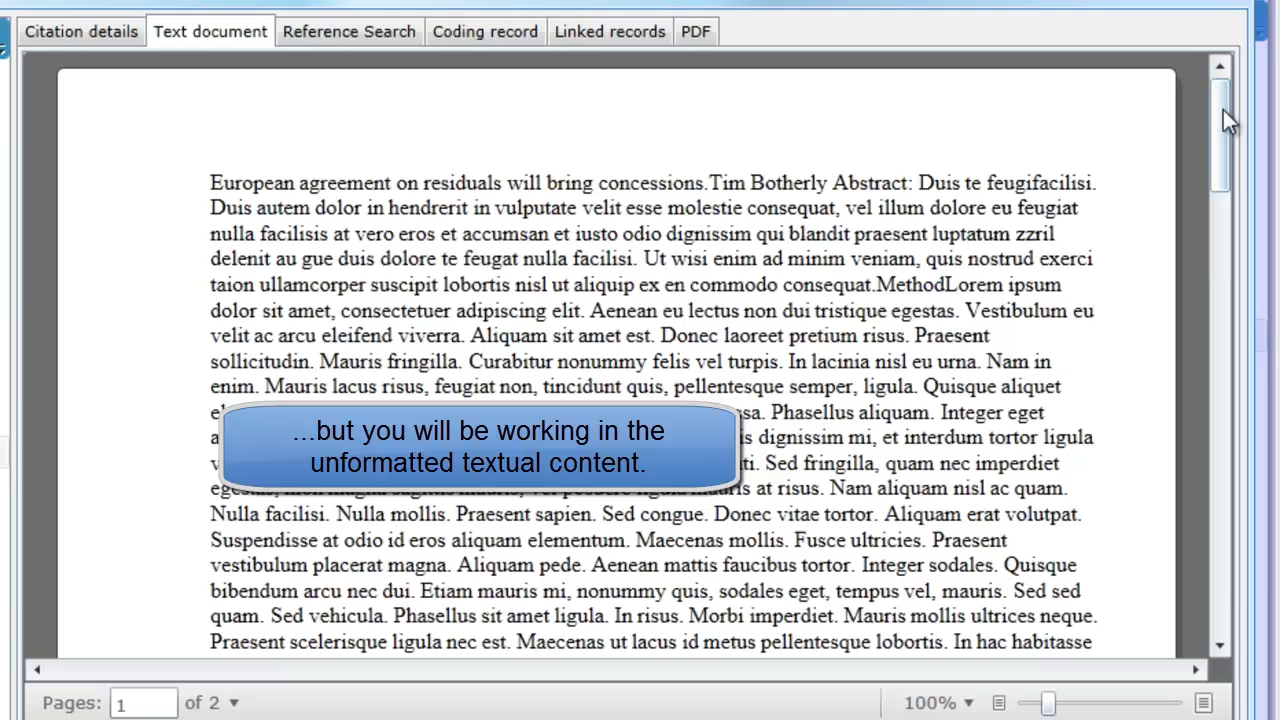 Citation details Text document Reference Search Coding record Linked records PDF
European agreement on residuals will bring concessions.Tim Botherly Abstract: Duis te feugifacilisi.
Duis autem dolor in hendrerit in vulputate velit esse molestie consequat, vel illum dolore eu feugiat
nulla facilisis at vero eros et accumsan et iusto odio dignissim qui blandit praesent luptatum zzril
delenit au gue duis dolore te feugat nulla facilisi. Ut wisi enim ad minim veniam, quis nostrud exerci
taion ullamcorper suscipit lobortis nisl ut aliquip ex en commodo consequat.MethodLorem ipsum
dolor sit amet, consectetuer adipiscing elit. Aenean eu lectus non dui tristique egestas. Vestibulum eu
velit ac arcu eleifend viverra. Aliquam sit amet est. Donec laoreet pretium risus. Praesent
sollicitudin. Mauris fringilla. Curabitur nonummy felis vel turpis. In lacinia nisl eu urna. Nam in
enim. Mauris lacus risus, feugiat non, tincidunt quis, pellentesque semper, ligula. Quisque aliquet
Phasellus aliquam. Integer eget
...but you will be working in the
dignissim mi, et interdum tortor ligula
unformatted textual content.
Sed fringilla, quam nec imperdiet
at risus. Nam aliquam nisl ac quam.
Nulla facilisi. Nulla mollis. Praesent sapien. Sed congue. Donec vitae tortor. Aliquam erat volutpat.
Suspendisse at odio id eros aliquam elementum. Maecenas mollis. Fusce ultricies. Praesent
vestibulum placerat magna. Aliquam pede. Aenean mattis faucibus tortor. Integer sodales. Quisque
bibendum arcu nec dui. Etiam mauris mi, nonummy quis, sodales eget, tempus vel, mauris. Sed sed
quam. Sed vehicula. Phasellus sit amet ligula. In risus. Morbi imperdiet. Mauris mollis ultrices neque.
Praesent scelerisque ligula nec est. Maecenas ut lacus id metus pellentesque lobortis. In hac habitasse
Pages: 1 of 2 100%